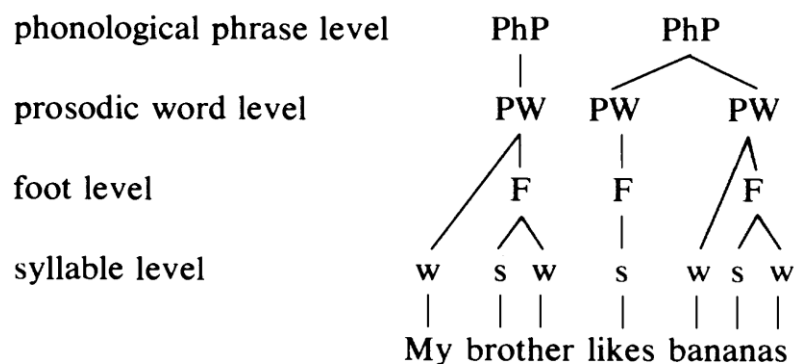 phonological phrase level PhP PhP
prosodic word level PW PW PW
foot level F F F
syllable level w s w s w s w
My brother likes bananas